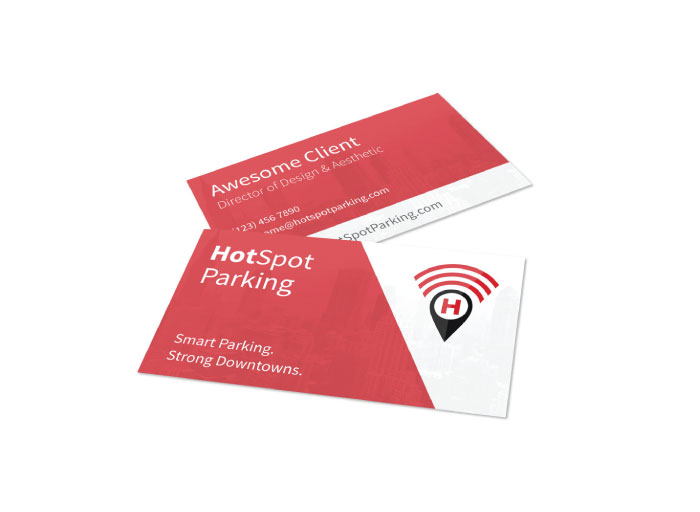 Awesome Client
Director of Design & Aesthetic
(123) 456 7890
me@hotspotparking.com
tSpotParking.com
HotSpot
Parking
Smart Parking.
Strong Downtowns.
H